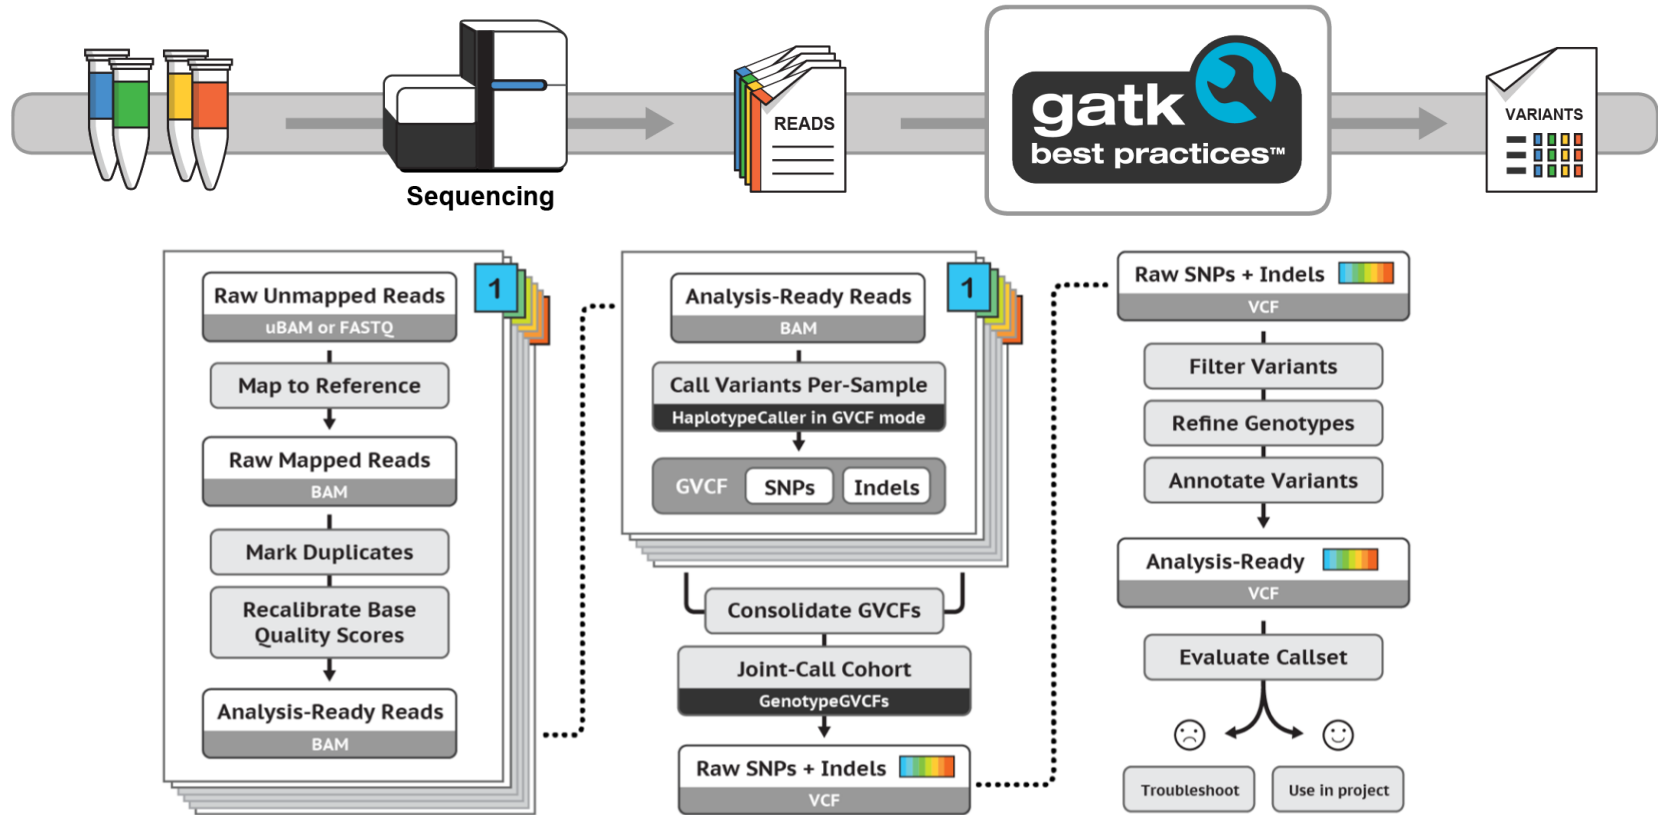 READS
gatk
best practices™
VARIANTS
Sequencing
1
Raw Unmapped Reads
uBAM or FASTQ
Map to Reference
Raw Mapped Reads
BAM
Mark Duplicates
Recalibrate Base
Quality Scores
Analysis-Ready Reads
BAM
1
Analysis-Ready Reads
BAM
Call Variants Per-Sample
HaplotypeCaller in GVCF mode
GVCF SNPs Indels
Consolidate GVCFs
Joint-Call Cohort
GenotypeGVCFs
Raw SNPs + Indels
VCF
Raw SNPs + Indels
VCF
Filter Variants
Refine Genotypes
Annotate Variants
Analysis-Ready
VCF
Evaluate Callset
Troubleshoot
Use in project